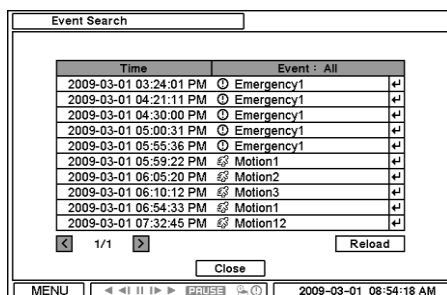 Event Search
Time Event : All
2009-03-01 03:24:01 PM Emergency1
2009-03-01 04:21:11 PM Emergency1
2009-03-01 04:30:00 PM Emergency1
2009-03-01 05:00:31 PM Emergency1
2009-03-01 05:55:36 PM Emergency1
2009-03-01 05:59:22 PM Motion1
2009-03-01 06:05:20 PM Motion2
2009-03-01 06:10:12 PM Motion3
2009-03-01 06:54:33 PM Motion1
2009-03-01 07:32:45 PM Motion12
1/1 Reload
Close
MENU PAUSE 2009-03-01 08:54:18 AM